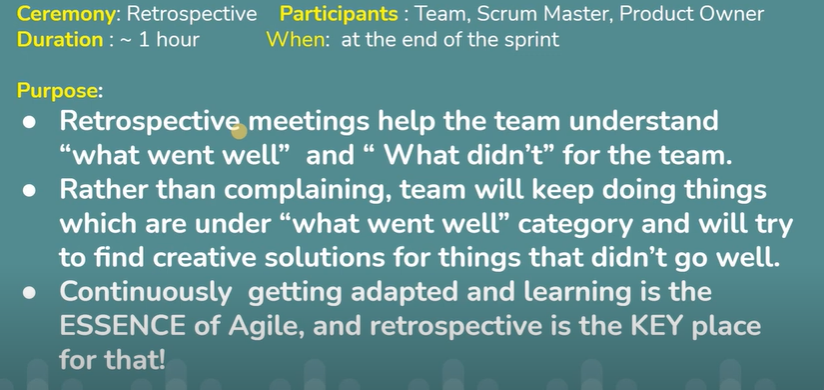 Ceremony: Retrospective Participants : Team, Scrum Master, Product Owner
Duration : ~ 1 hour When: at the end of the sprint
Purpose:
● Retrospective meetings help the team understand
“what went well” and “ What didn’t” for the team.
● Rather than complaining, team will keep doing things
which are under “what went well” category and will try
to find creative solutions for things that didn’t go well.
● Continuously getting adapted and learning is the
ESSENCE of Agile, and retrospective is the KEY place
for that!